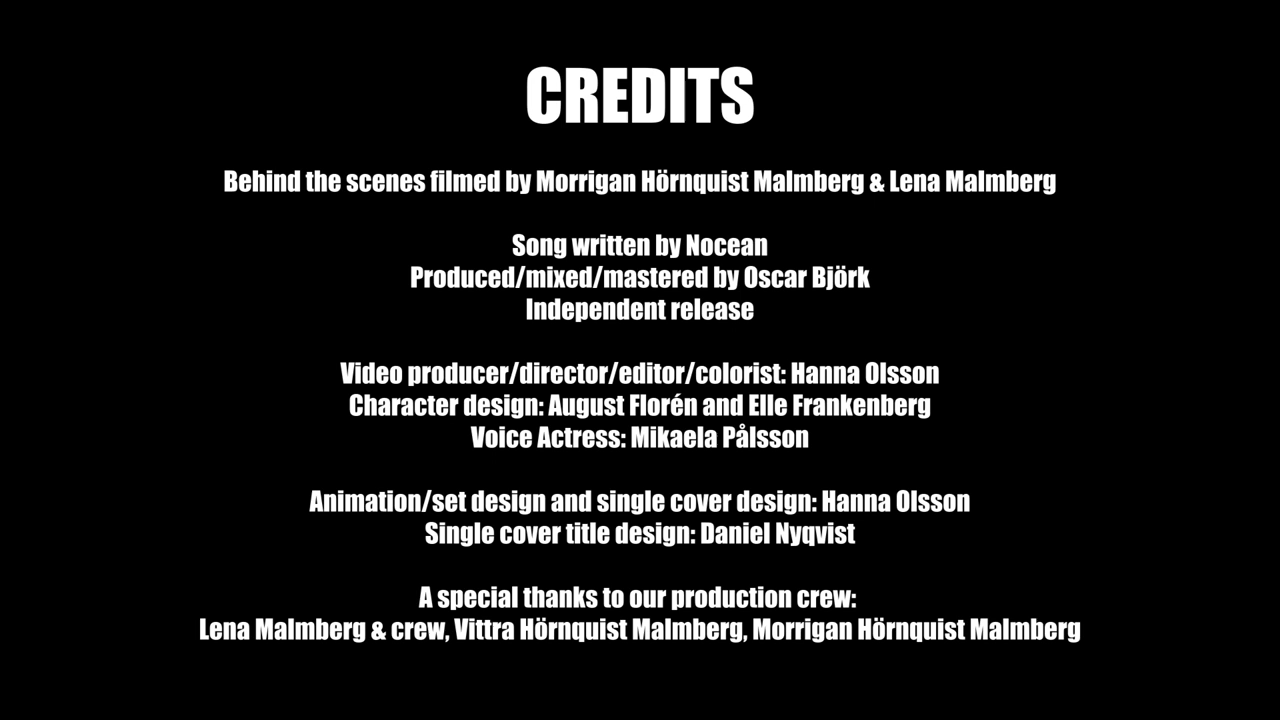 CREDITS
Behind the scenes filmed by Morrigan Hörnquist Malmberg & Lena Malmberg
Song written by Nocean
Produced/mixed/mastered by Oscar Björk
Independent release
Video producer/director/editor/colorist: Hanna Olsson
Character design: August Florén and Elle Frankenberg
Voice Actress: Mikaela Pålsson
Animation/set design and single cover design: Hanna Olsson
Single cover title design: Daniel Nyqvist
A special thanks to our production crew:
Lena Malmberg & crew, Vittra Hörnquist Malmberg, Morrigan Hörnquist Malmberg